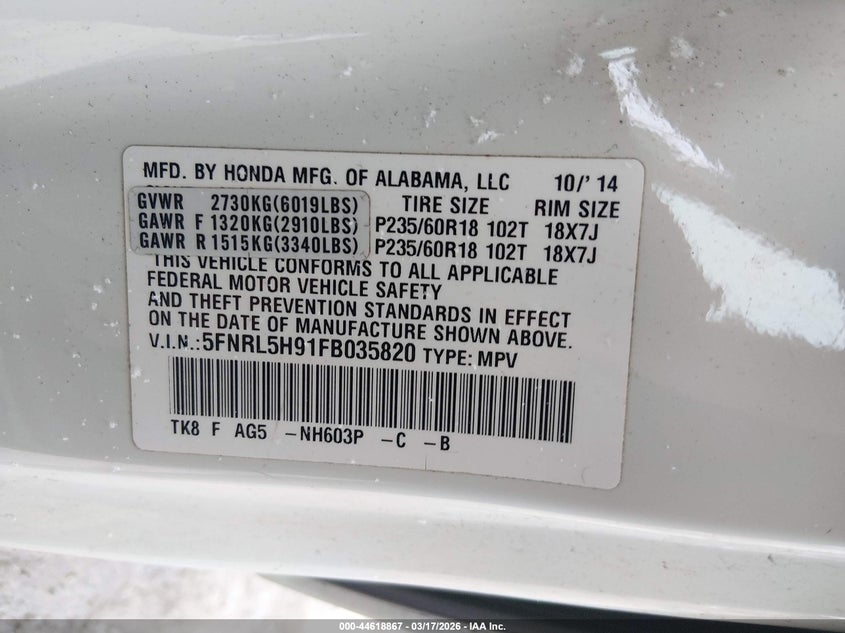 MFD. BY HONDA MFG. OF ALABAMA, LLC 10/'14
GVWR 2730KG(6019LBS) TIRE SIZE RIM SIZE
GAWR F 1320KG(2910LBS) P235/60R18 102T 18X7J
GAWR R 1515KG(3340LBS) P235/60R18 102T 18X7J
THIS VEHICLE CONFORMS TO ALL APPLICABLE
FEDERAL MOTOR VEHICLE SAFETY
AND THEFT PREVENTION STANDARDS IN EFFECT
ON THE DATE OF MANUFACTURE SHOWN ABOVE.
V.I.N.:5FNRL5H91FB035820 TYPE: MPV
TK8 F AG5 -NH603P -C -B
000-44618867 - 03/17/2026 - IAA Inc.